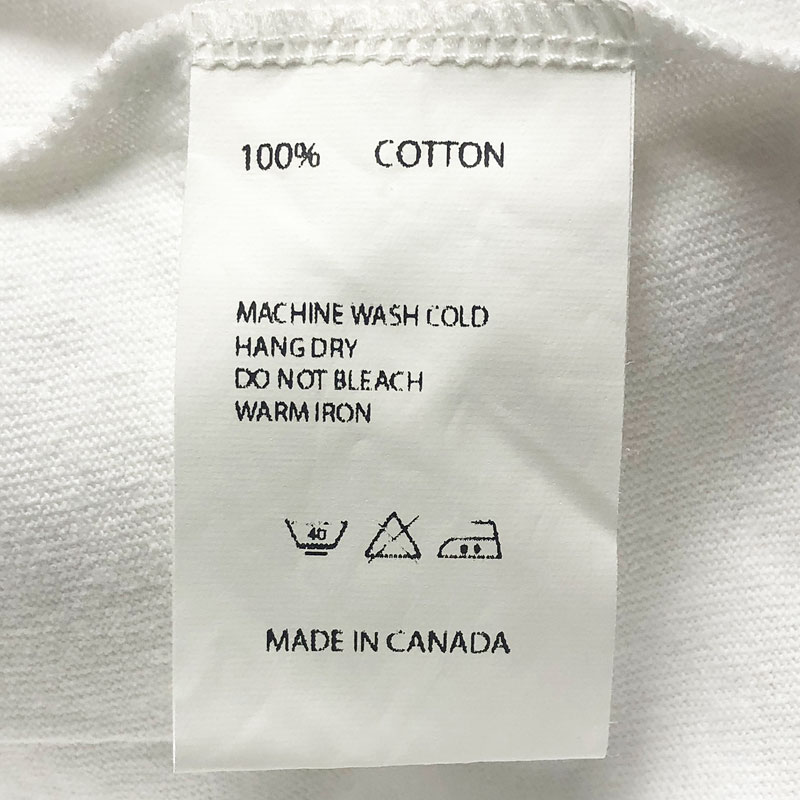 100% COTTON
MACHINE WASH COLD
HANG DRY
DO NOT BLEACH
WARM IRON
40
MADE IN CANADA